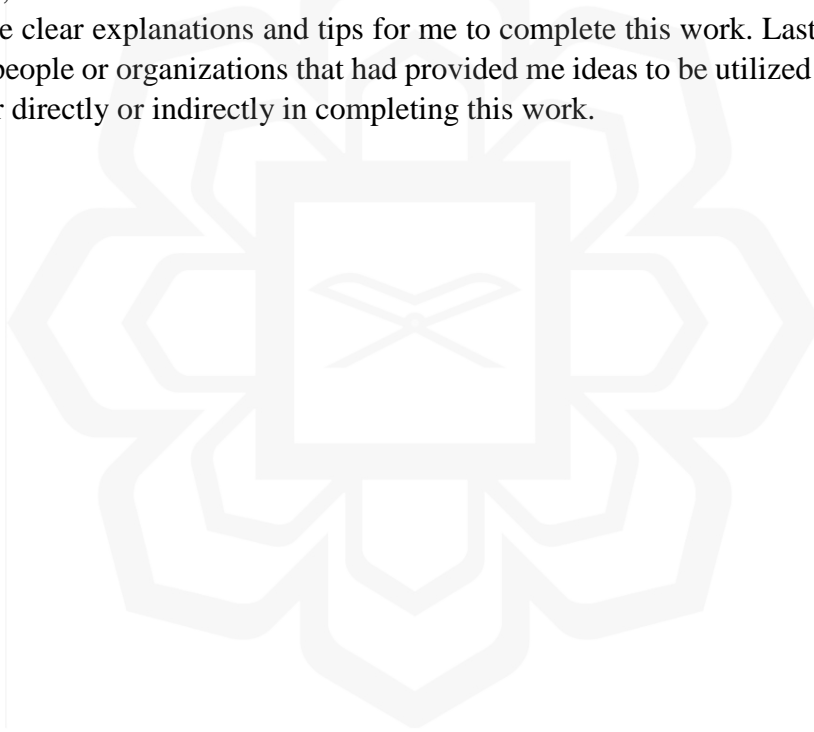 e clear explanations and tips for me to complete this work. Last
people or organizations that had provided me ideas to be utilized
r directly or indirectly in completing this work.